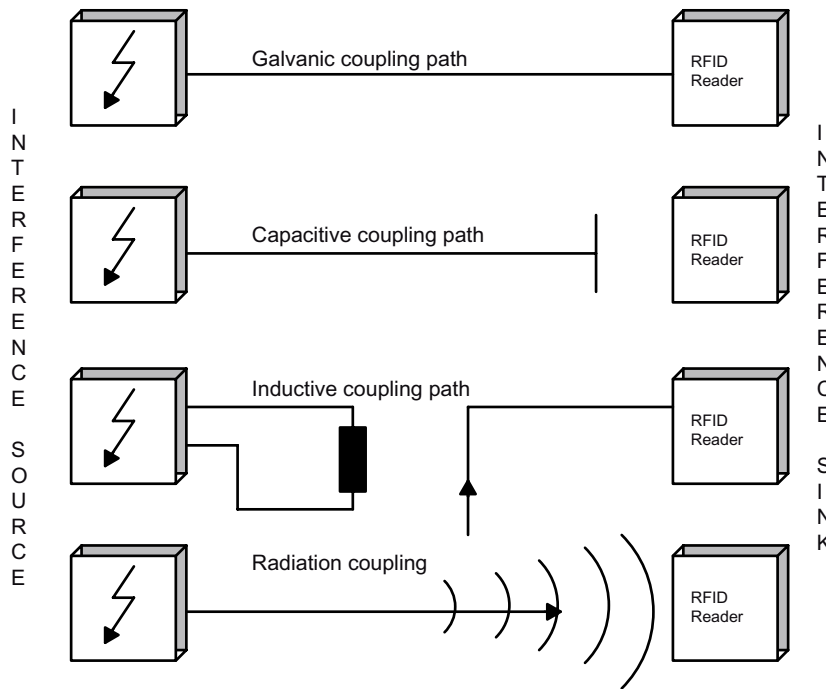 INTERFERENCE SOURCE
Galvanic coupling path
RFID
Reader
Capacitive coupling path
RFID
Reader
Inductive coupling path
RFID
Reader
Radiation coupling
RFID
Reader
INTERFERENCE SINK